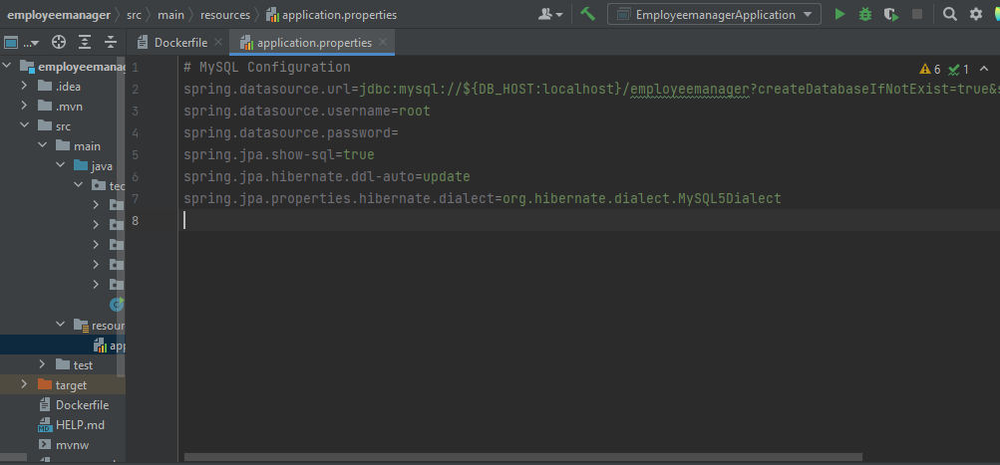 employeemanager
src
main
resources
application.properties
EmployeemanagerApplication
...
Dockerfile
application.properties
employeemanag
.idea
.mvn
src
main
java
tec
resour
app
test
target
Dockerfile
HELP.md
mvnw
6
1
1 # MySQL Configuration
2 spring.datasource.url=jdbc:mysql://${DB_HOST:localhost}/employeemanager?createDatabaseIfNotExist=true&s
3 spring.datasource.username=root
4 spring.datasource.password=
5 spring.jpa.show-sql=true
6 spring.jpa.hibernate.ddl-auto=update
7 spring.jpa.properties.hibernate.dialect=org.hibernate.dialect.MySQL5Dialect
8